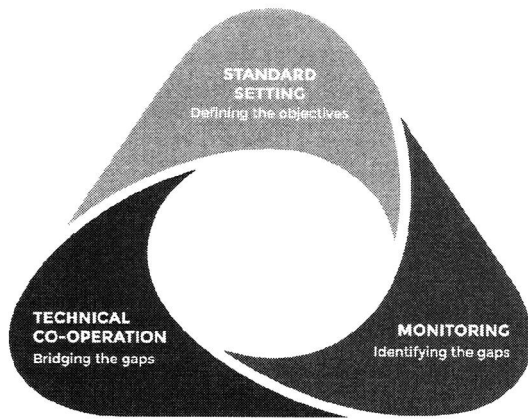 STANDARD
SETTING
Defining the objectives
TECHNICAL
CO-OPERATION
Bridging the gaps
MONITORING
Identifying the gaps